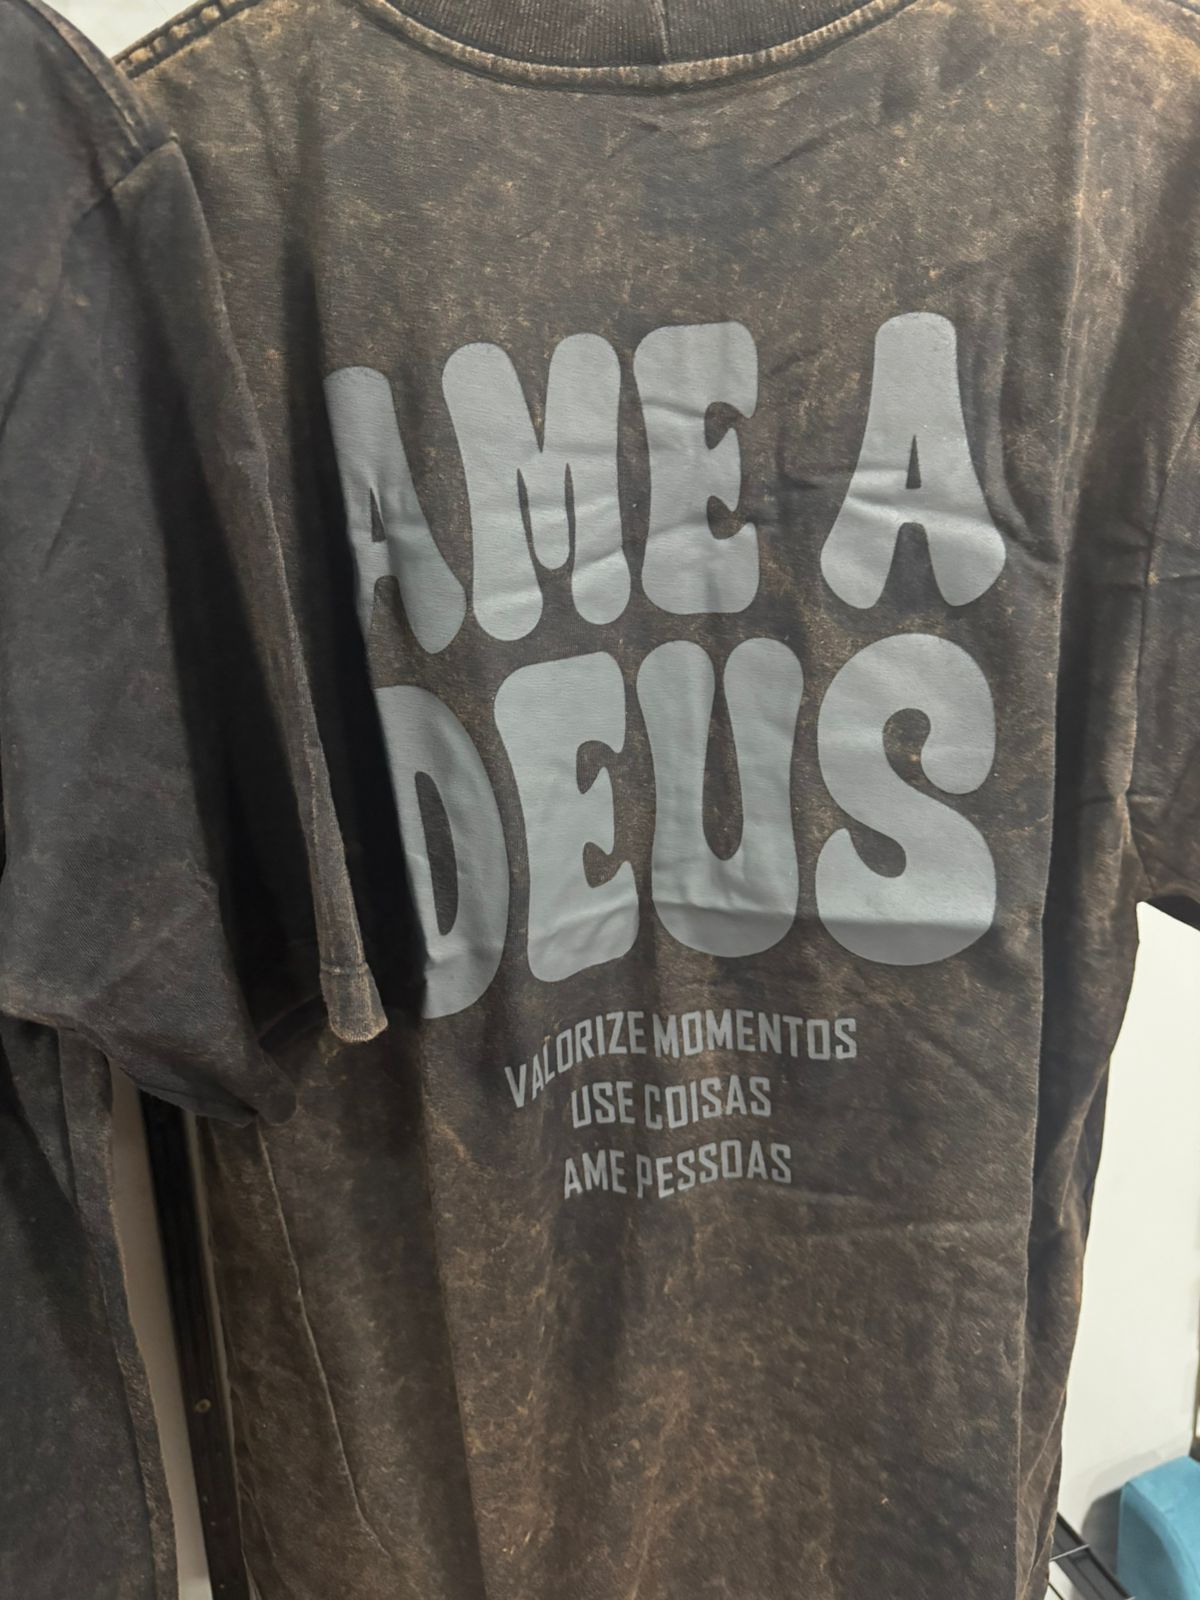 AME A
DEUS
VALORIZE MOMENTOS
USE COISAS
AME PESSOAS